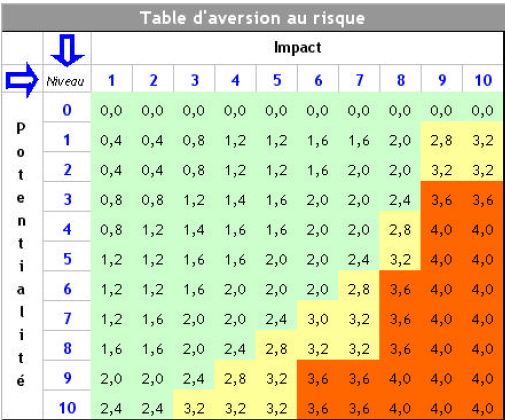 Table d'aversion au risque
Impact
Niveau 1 2 3 4 5 6 7 8 9 10
Potentialité
0 0,0 0,0 0,0 0,0 0,0 0,0 0,0 0,0 0,0 0,0
1 0,4 0,4 0,8 1,2 1,2 1,6 1,6 2,0 2,8 3,2
2 0,4 0,4 0,8 1,2 1,2 1,6 2,0 2,0 3,2 3,2
3 0,8 0,8 1,2 1,4 1,6 2,0 2,0 2,4 3,6 3,6
4 0,8 1,2 1,4 1,6 1,6 2,0 2,0 2,8 4,0 4,0
5 1,2 1,2 1,6 1,6 2,0 2,0 2,4 3,2 4,0 4,0
6 1,2 1,2 1,6 2,0 2,0 2,0 2,8 3,6 4,0 4,0
7 1,2 1,6 2,0 2,0 2,4 3,0 3,2 3,6 4,0 4,0
8 1,6 1,6 2,0 2,4 2,8 3,2 3,2 3,6 4,0 4,0
9 2,0 2,0 2,4 2,8 3,2 3,6 3,6 4,0 4,0 4,0
10 2,4 2,4 3,2 3,2 3,2 3,6 3,6 4,0 4,0 4,0